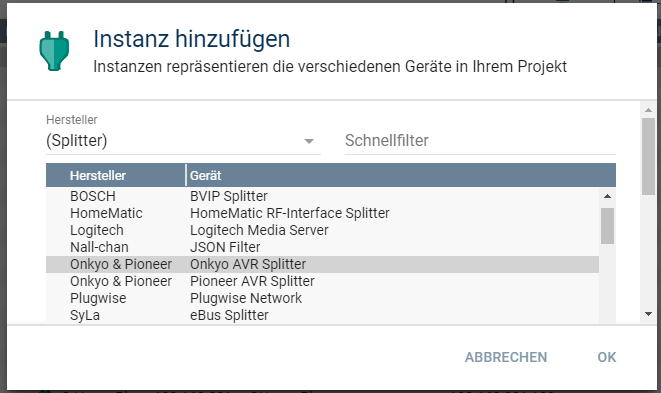 Instanz hinzufügen
Instanzen repräsentieren die verschiedenen Geräte in Ihrem Projekt
Hersteller
(Splitter) Schnellfilter
Hersteller Gerät
BOSCH BVIP Splitter
HomeMatic HomeMatic RF-Interface Splitter
Logitech Logitech Media Server
Nall-chan JSON Filter
Onkyo & Pioneer Onkyo AVR Splitter
Onkyo & Pioneer Pioneer AVR Splitter
Plugwise Plugwise Network
SyLa eBus Splitter
ABBRECHEN OK